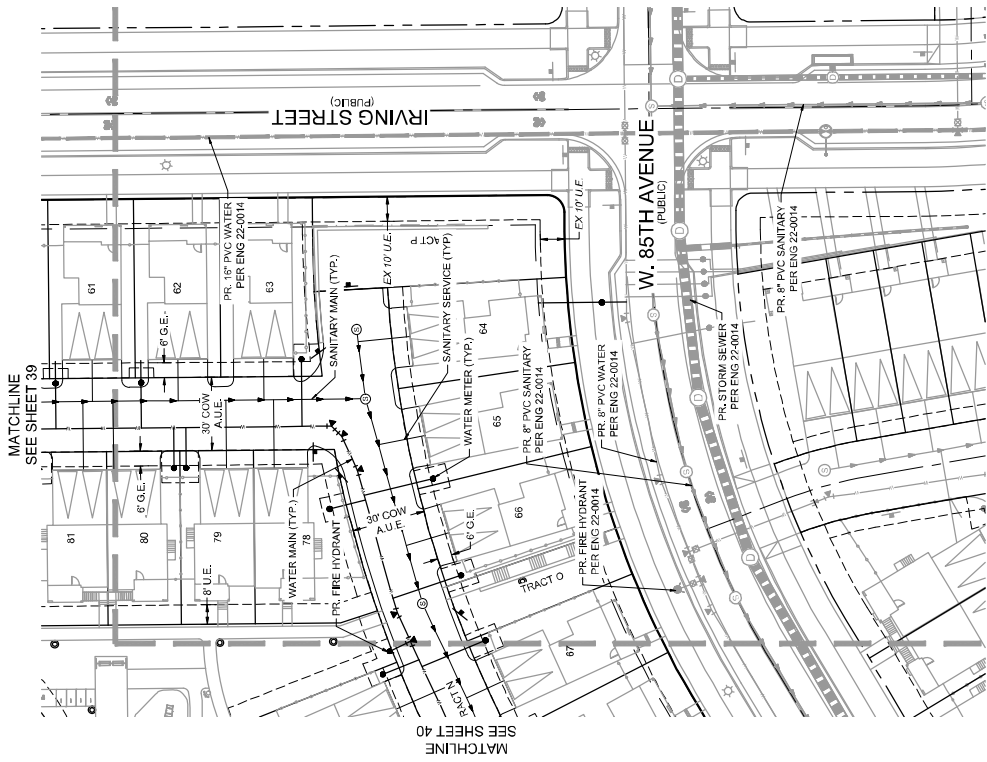 MATCHLINE
SEE SHEET 39
IRVING STREET
(PUBLIC)
PR. 16" PVC WATER
PER ENG 22-0014
W. 85TH AVENUE
(PUBLIC)
61
62
63
6' G.E.
30' COW
A.U.E.
SANITARY MAIN (TYP.)
EX 10' U.E.
EX 10' U.E.
SANITARY SERVICE (TYP.)
64
65
WATER METER (TYP.)
PR. 8" PVC SANITARY
PER ENG 22-0014
PR. 8" PVC WATER
PER ENG 22-0014
PR. STORM SEWER
PER ENG 22-0014
PR. 8" PVC SANITARY
PER ENG 22-0014
81
80
79
78
6' G.E.
8' U.E.
WATER MAIN (TYP.)
PR. FIRE HYDRANT
30' COW
A.U.E.
6' G.E.
66
TRACT O
67
PR. FIRE HYDRANT
PER ENG 22-0014
RACT N
MATCHLINE
SEE SHEET 40
S
S
S
S
S
S
S
S
D
D
D
D
D